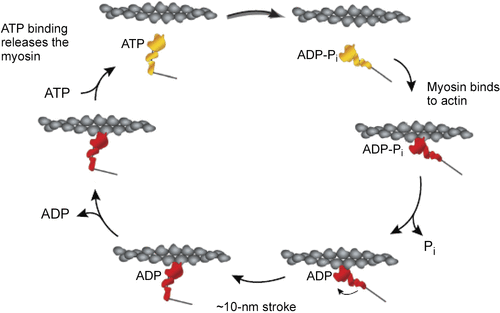 ATP binding
releases the
myosin
ATP
ADP-Pi
Myosin binds
to actin
ADP-Pi
Pi
ADP
~10-nm stroke
ADP
ADP
ATP